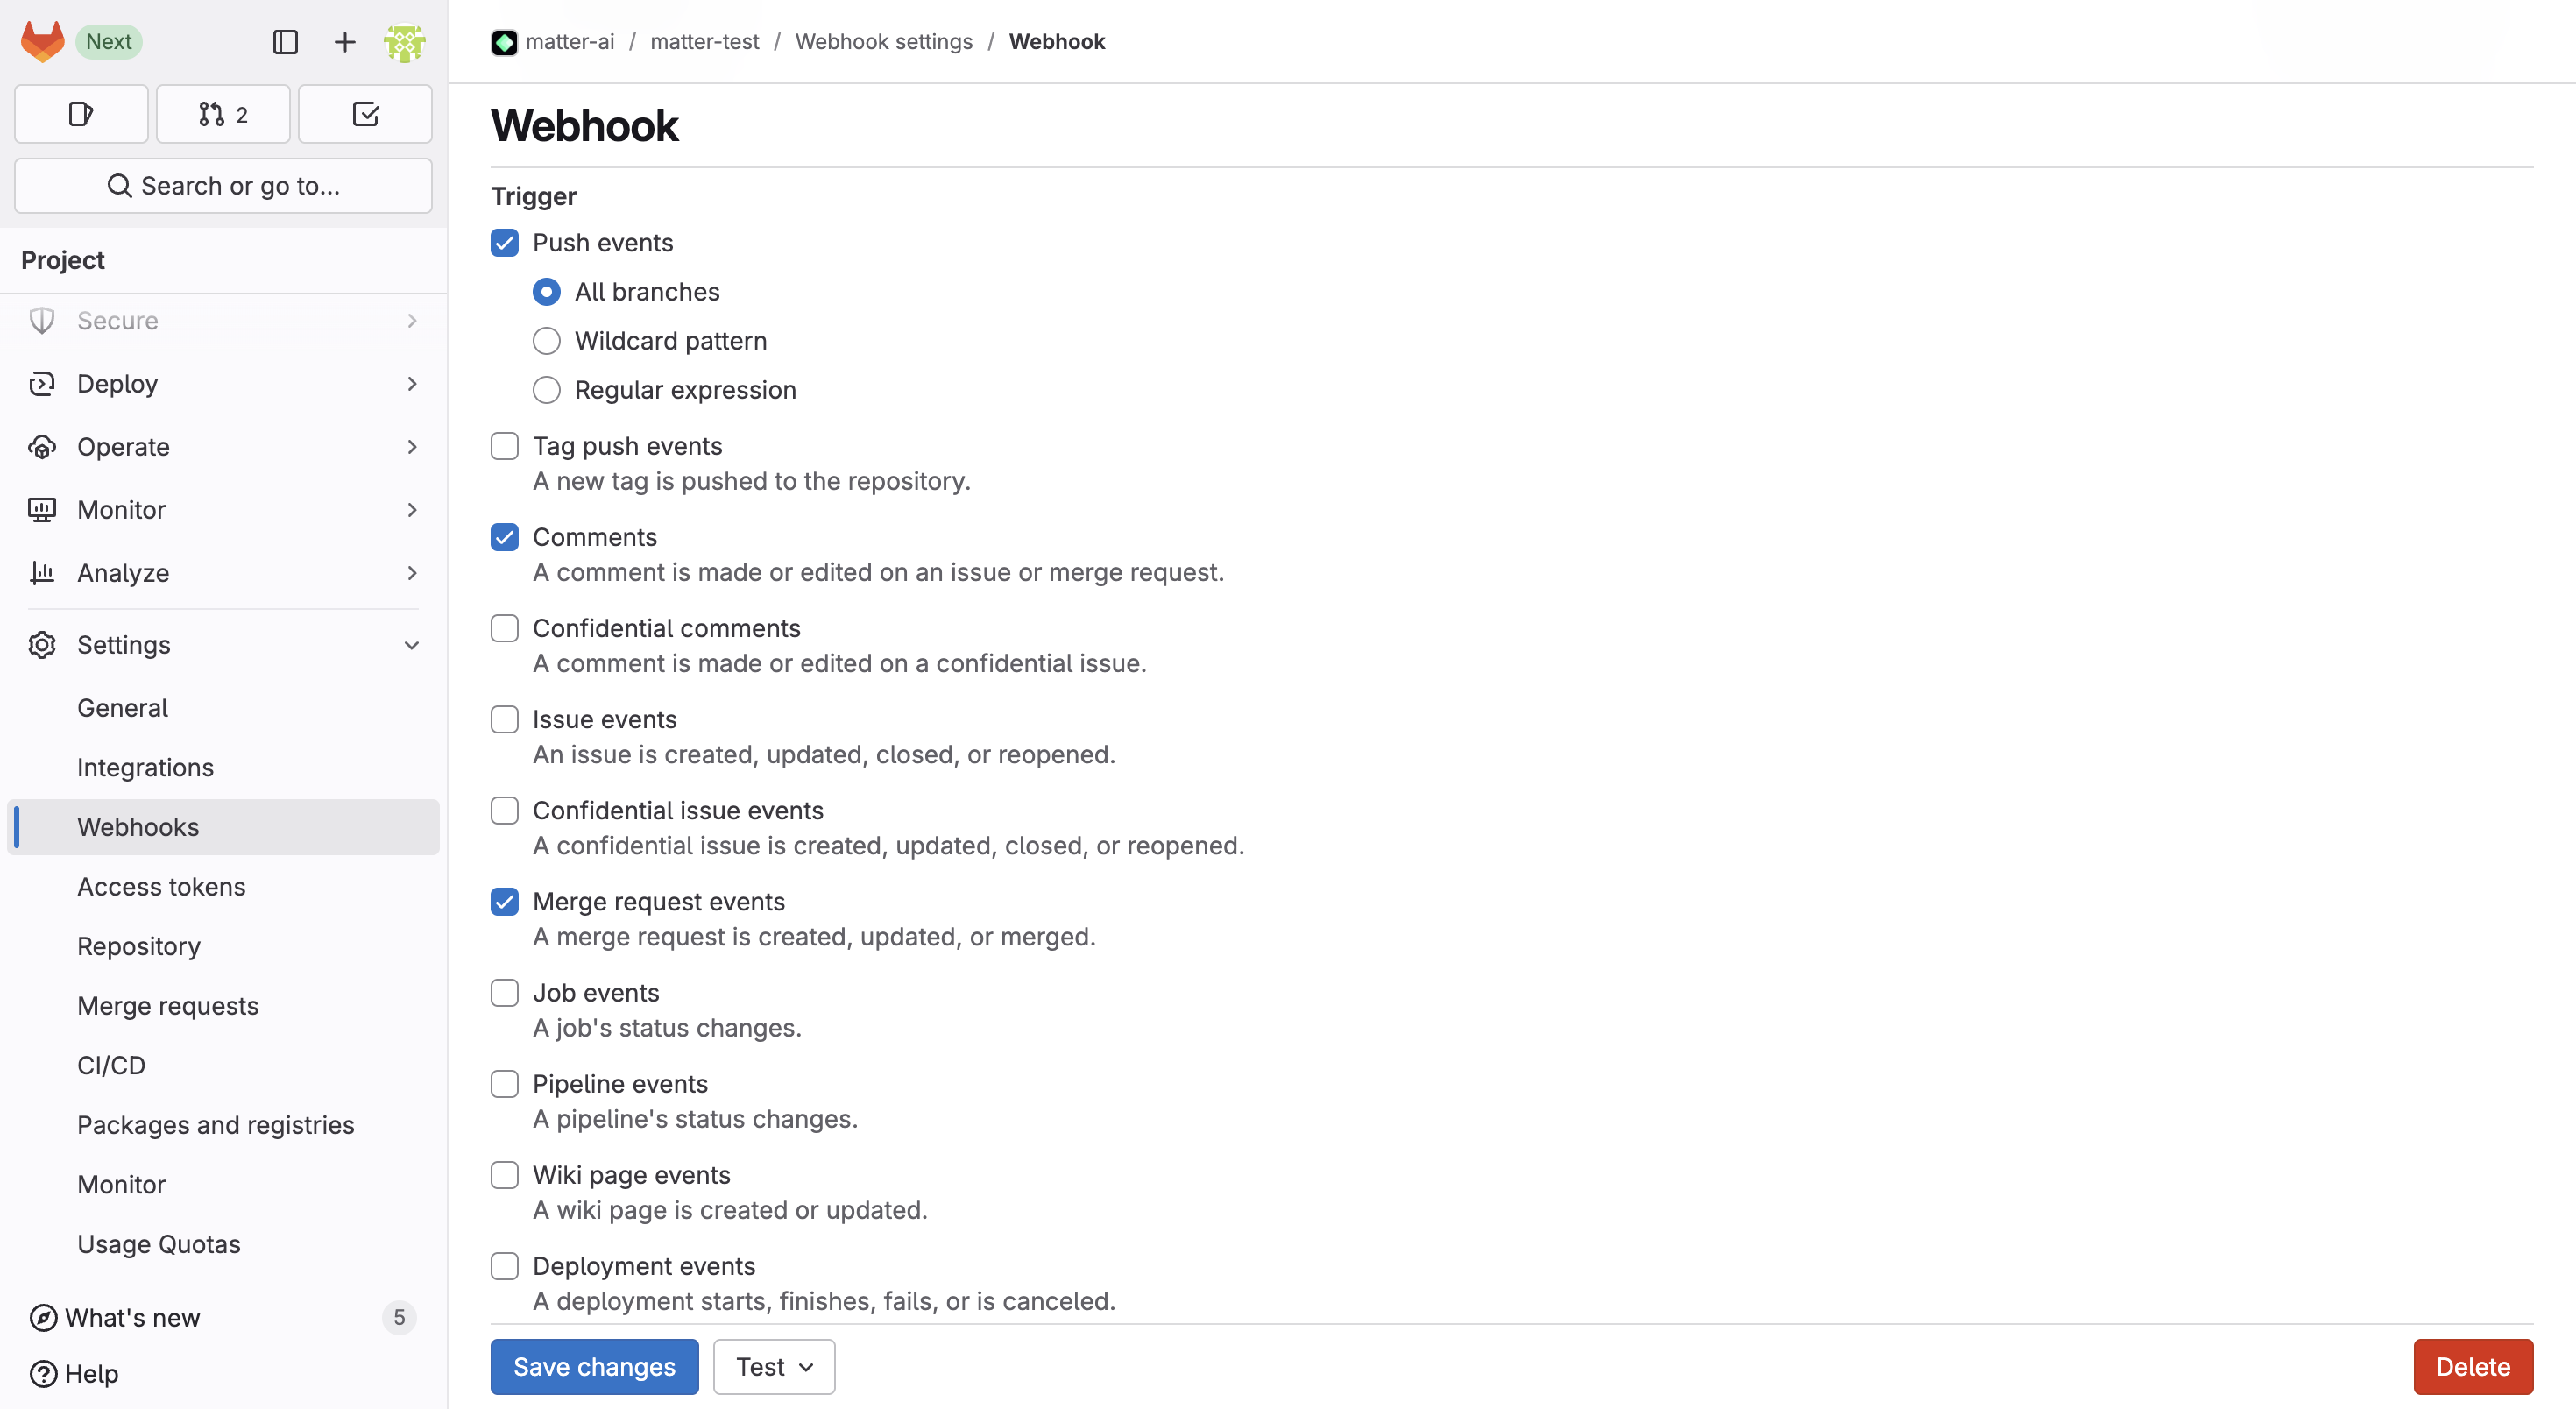 Next
2
Search or go to...
Project
Secure
Deploy
Operate
Monitor
Analyze
Settings
General
Integrations
Webhooks
Access tokens
Repository
Merge requests
CI/CD
Packages and registries
Monitor
Usage Quotas
What's new 5
Help
matter-ai / matter-test / Webhook settings / Webhook
Webhook
Trigger
Push events
All branches
Wildcard pattern
Regular expression
Tag push events
A new tag is pushed to the repository.
Comments
A comment is made or edited on an issue or merge request.
Confidential comments
A comment is made or edited on a confidential issue.
Issue events
An issue is created, updated, closed, or reopened.
Confidential issue events
A confidential issue is created, updated, closed, or reopened.
Merge request events
A merge request is created, updated, or merged.
Job events
A job's status changes.
Pipeline events
A pipeline's status changes.
Wiki page events
A wiki page is created or updated.
Deployment events
A deployment starts, finishes, fails, or is canceled.
Save changes Test Delete